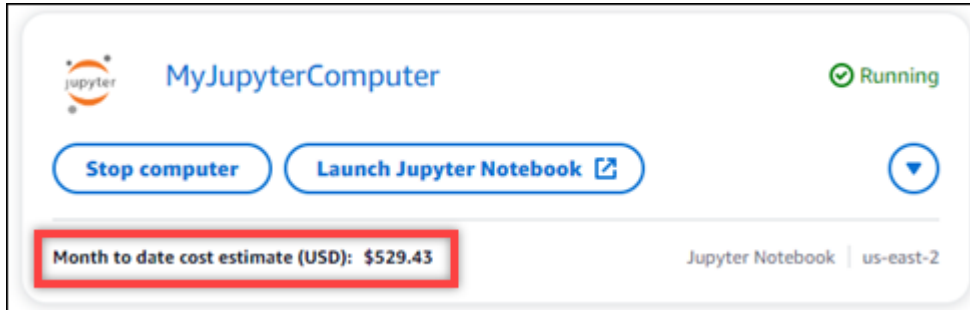 jupyter
MyJupyterComputer
Running
Stop computer
Launch Jupyter Notebook
Month to date cost estimate (USD): $529.43
Jupyter Notebook | us-east-2